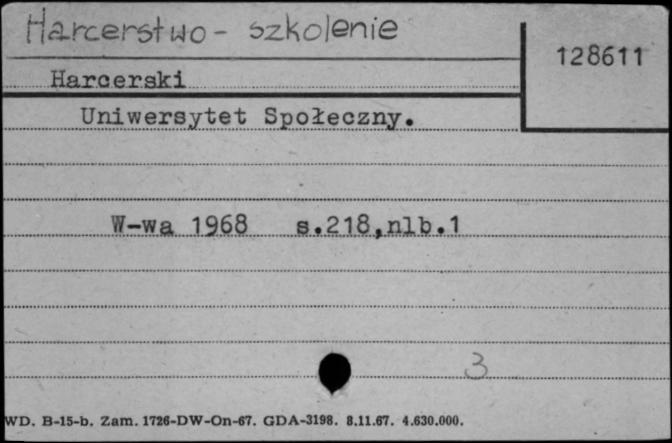 Harcerstwo - szkolenie
128611
Harcerski
Uniwersytet Społeczny.
W-wa 1968 s.218,nlb.1
3
WD. B-15-b. Zam. 1726-DW-On-67. GDA-3198. 8.11.67. 4.630.000.